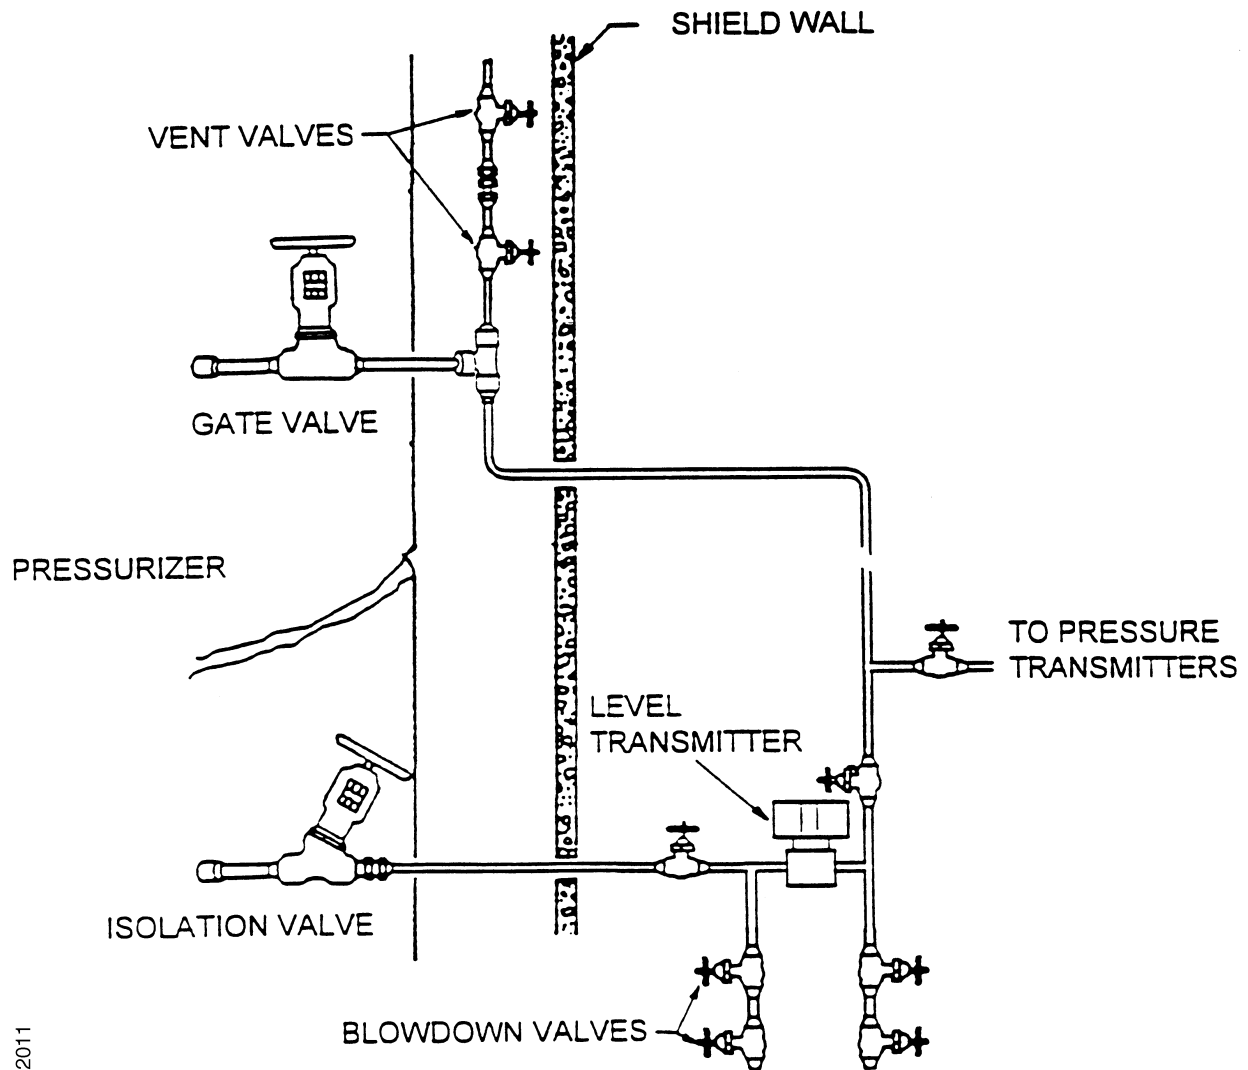 SHIELD WALL
VENT VALVES
GATE VALVE
PRESSURIZER
TO PRESSURE
TRANSMITTERS
LEVEL
TRANSMITTER
ISOLATION VALVE
BLOWDOWN VALVES
2011